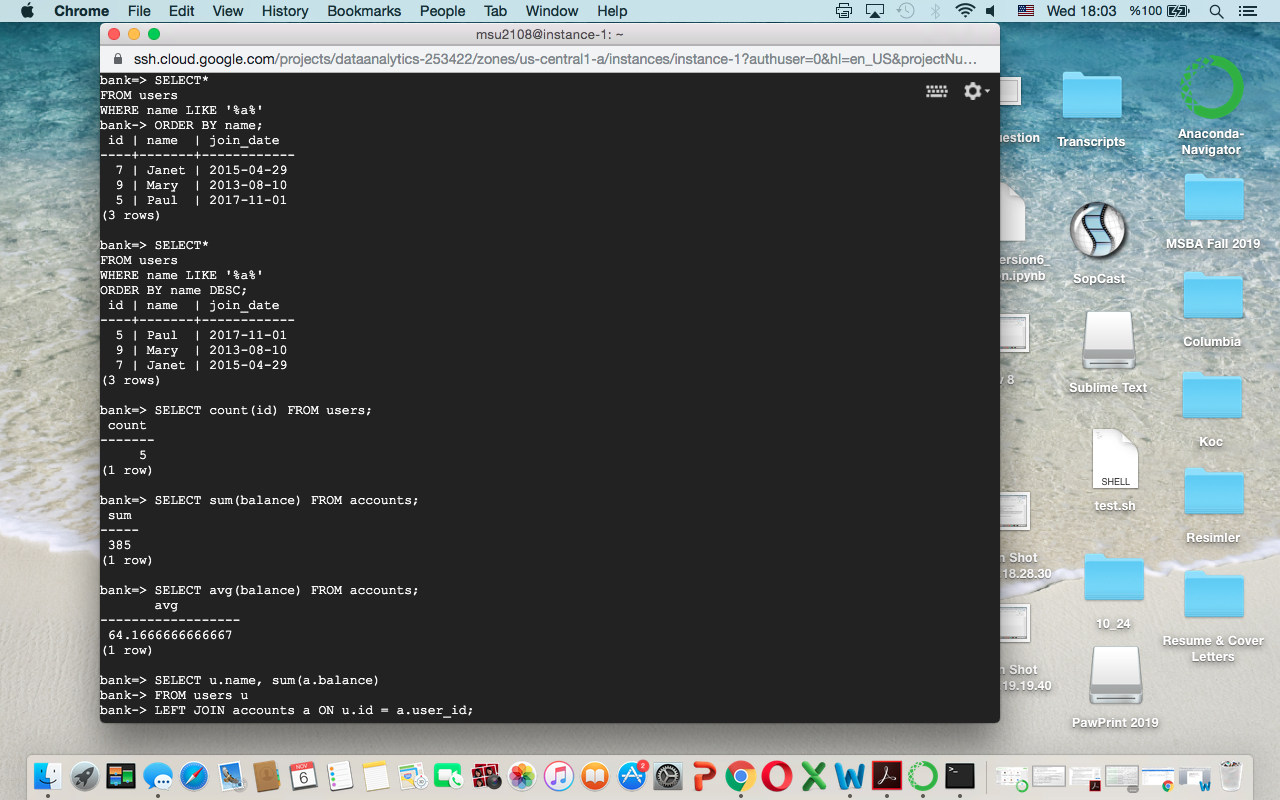 Chrome File Edit View History Bookmarks People Tab Window Help Wed 18:03 %100
msu2108@instance-1: ~
ssh.cloud.google.com/projects/dataanalytics-253422/zones/us-central1-a/instances/instance-1?authuser=0&hl=en_US&projectNu...
bank=> SELECT*
FROM users
WHERE name LIKE '%a%'
bank-> ORDER BY name;
id | name | join_date
----+-------+------------
7 | Janet | 2015-04-29
9 | Mary | 2013-08-10
5 | Paul | 2017-11-01
(3 rows)
bank=> SELECT*
FROM users
WHERE name LIKE '%a%'
ORDER BY name DESC;
id | name | join_date
----+-------+------------
5 | Paul | 2017-11-01
9 | Mary | 2013-08-10
7 | Janet | 2015-04-29
(3 rows)
bank=> SELECT count(id) FROM users;
count
-------
5
(1 row)
bank=> SELECT sum(balance) FROM accounts;
sum
-----
385
(1 row)
bank=> SELECT avg(balance) FROM accounts;
avg
------------------
64.1666666666667
(1 row)
bank=> SELECT u.name, sum(a.balance)
bank-> FROM users u
bank-> LEFT JOIN accounts a ON u.id = a.user_id;
estion
ersion6_
on.ipynb
v 8
n Shot
18.28.30
n Shot
19.19.40
Transcripts
SopCast
Sublime Text
SHELL
test.sh
10_24
PawPrint 2019
Anaconda-
Navigator
MSBA Fall 2019
Columbia
Koc
Resimler
Resume & Cover
Letters
NOV
6
2